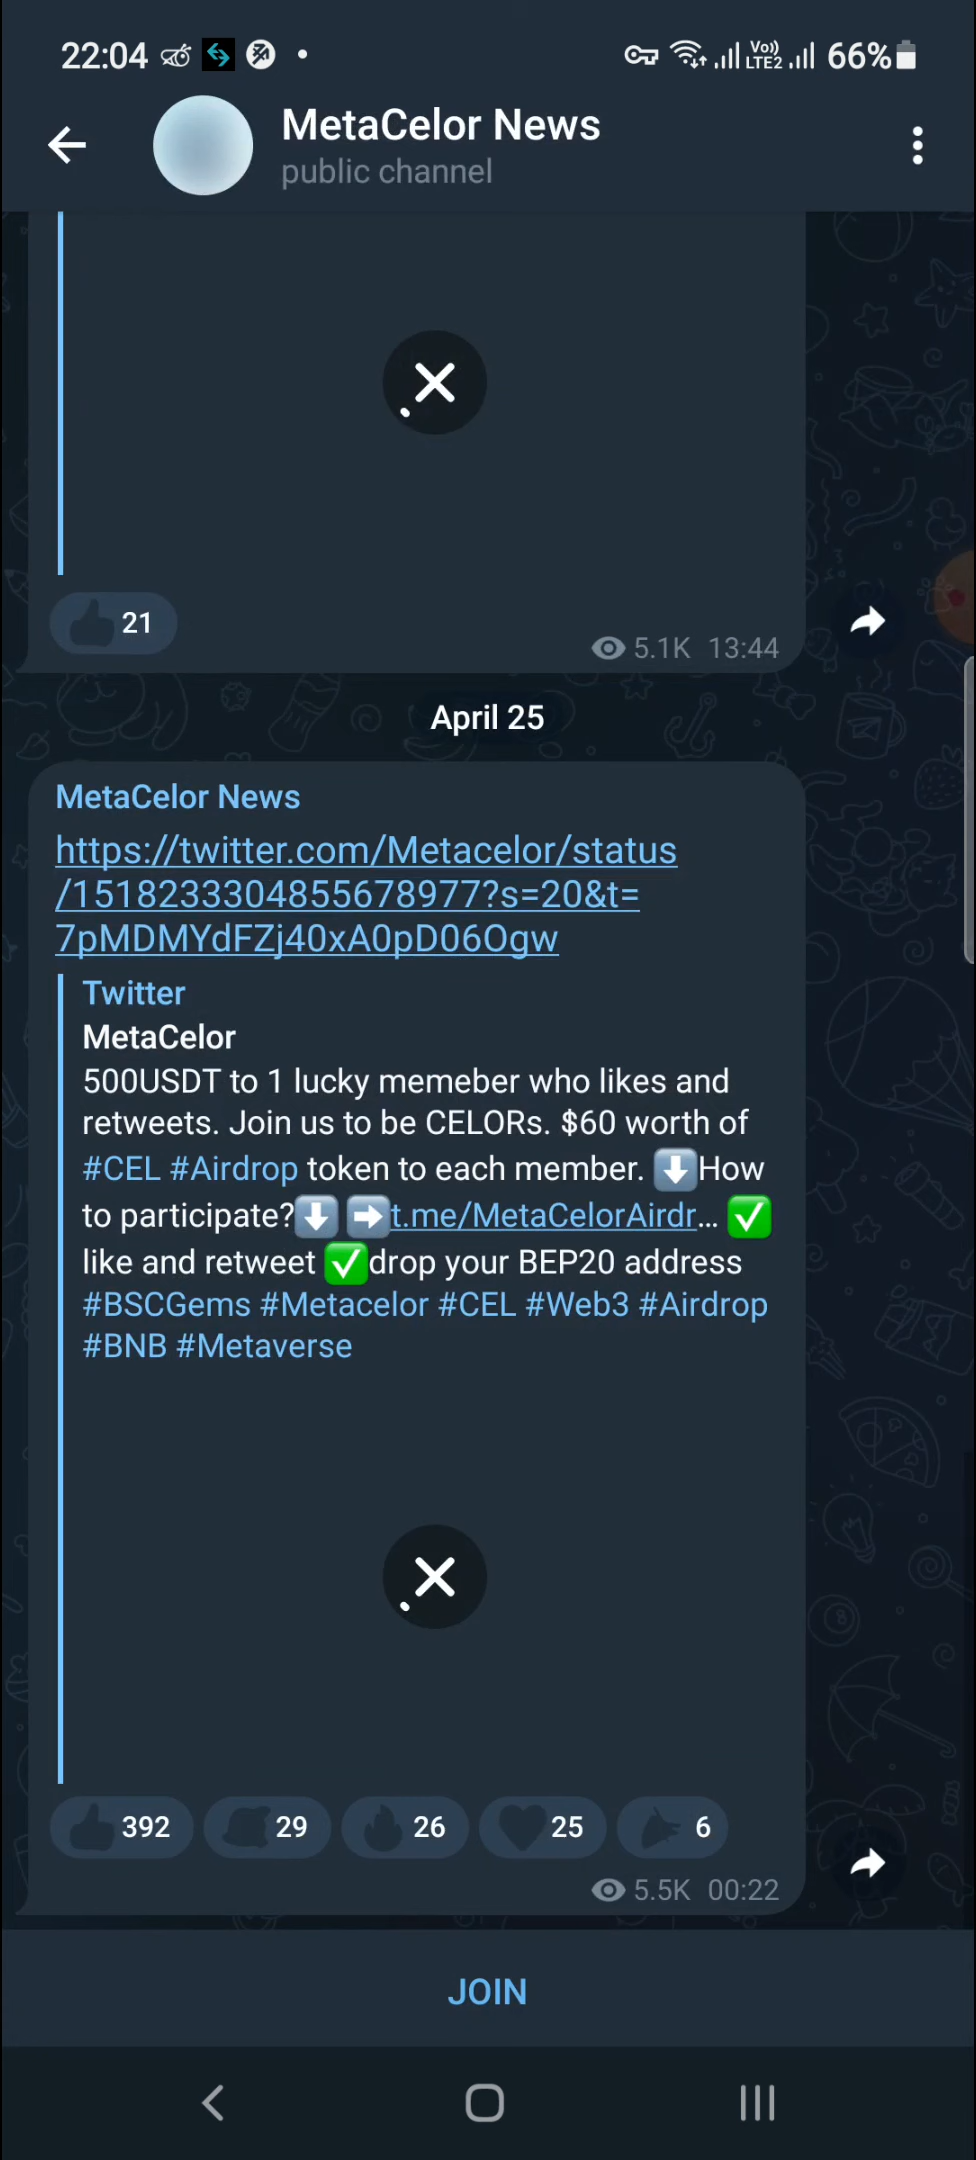 22:04
Vo))
LTE2
66%
MetaCelor News
public channel
21
5.1K 13:44
April 25
MetaCelor News
https://twitter.com/Metacelor/status
/1518233304855678977?s=20&t=
7pMDMYdFZj40xA0pD06Ogw
Twitter
MetaCelor
500USDT to 1 lucky memeber who likes and
retweets. Join us to be CELORs. $60 worth of
#CEL #Airdrop token to each member. ⬇️How
to participate?⬇️ ➡️t.me/MetaCelorAirdr… ✅
like and retweet ✅drop your BEP20 address
#BSCGems #Metacelor #CEL #Web3 #Airdrop
#BNB #Metaverse
392 29 26 25 6
5.5K 00:22
JOIN